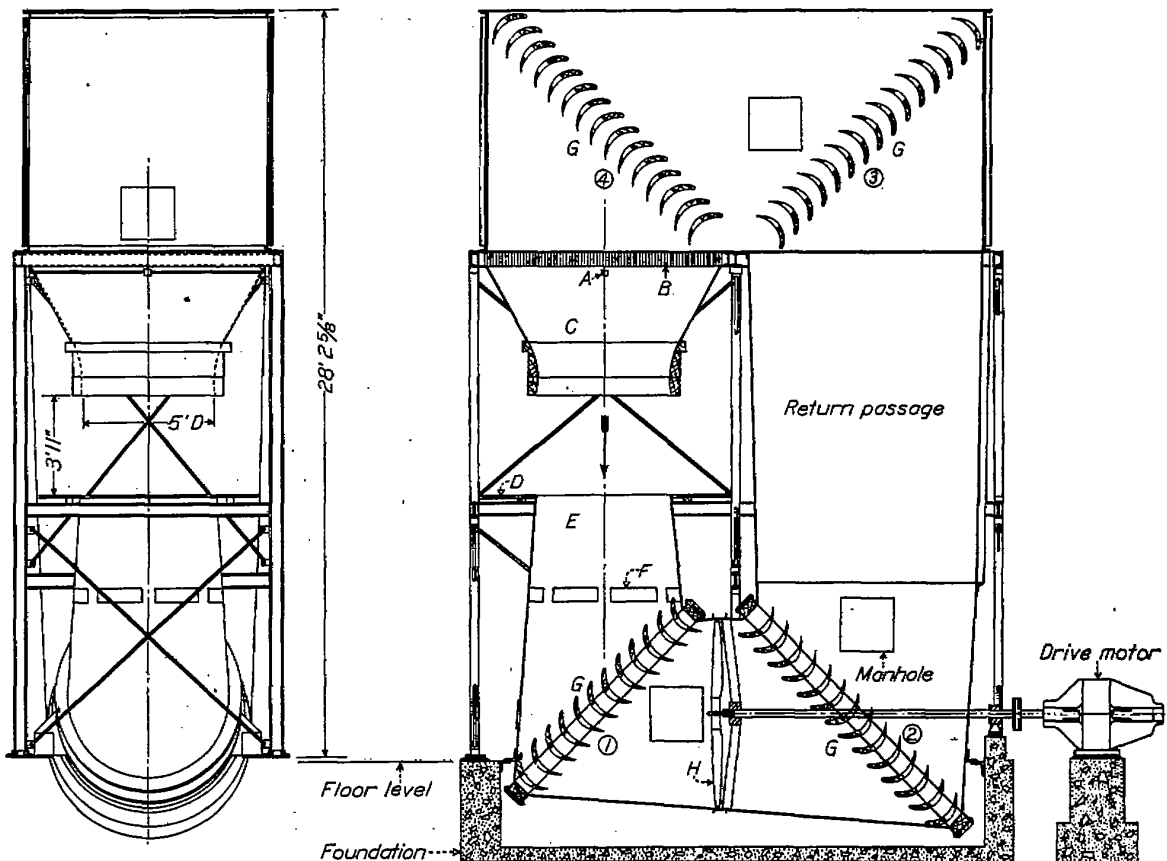 28' 2 5/8"
5' D
3' 11"
G
④
G
③
A
B
C
Return passage
D
E
F
Manhole
Drive motor
G
①
G
②
H
Floor level
Foundation